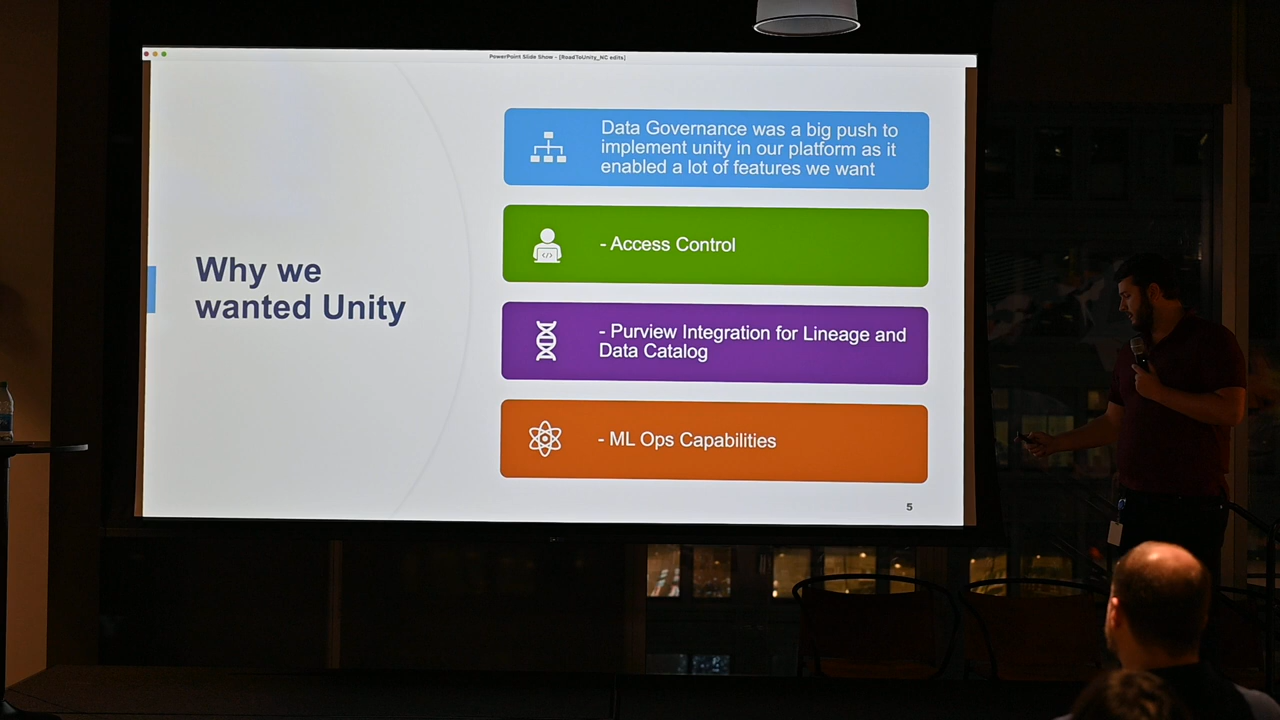 PowerPoint Slide Show - [RoadToUnity_NC edits]
Why we
wanted Unity
Data Governance was a big push to
implement unity in our platform as it
enabled a lot of features we want
- Access Control
- Purview Integration for Lineage and
Data Catalog
- ML Ops Capabilities
5